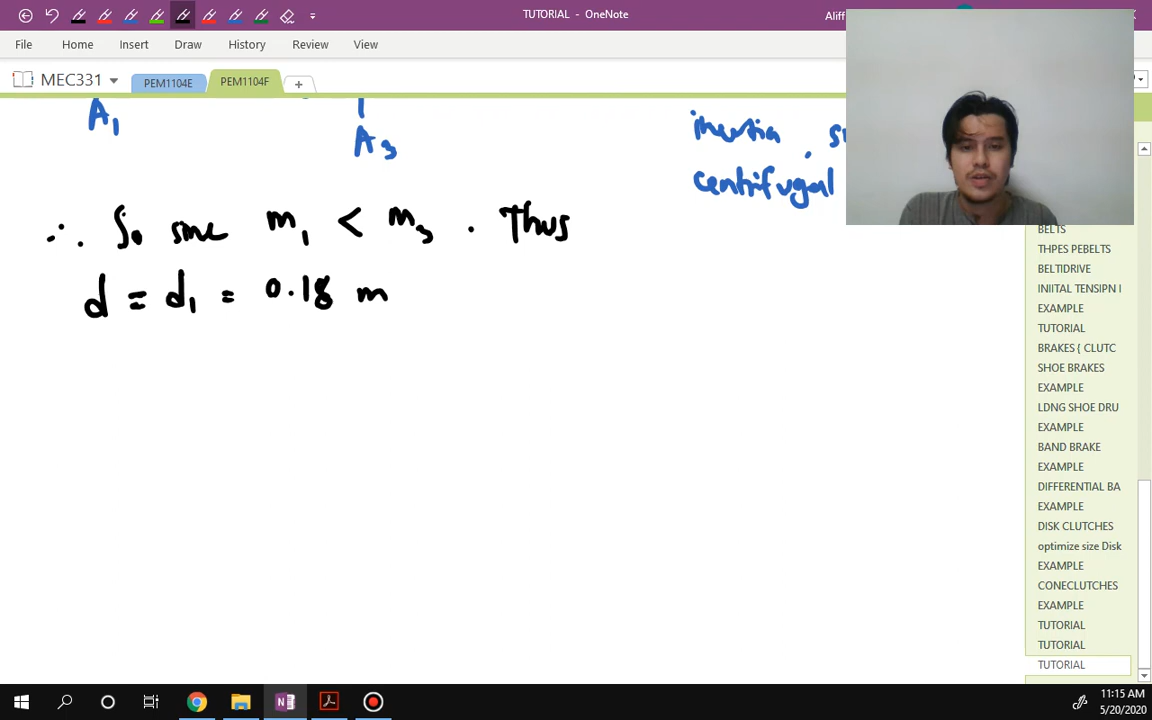 TUTORIAL - OneNote
Aliff
File Home Insert Draw History Review View
MEC331
PEM1104E
PEM1104F
A1
A3
inertia
centrifugal
∴ So since m1 < m3 . Thus
d = d1 = 0.18 m
BELTS
THPES PEBELTS
BELTIDRIVE
INIITAL TENSIPN I
EXAMPLE
TUTORIAL
BRAKES { CLUTC
SHOE BRAKES
EXAMPLE
LDNG SHOE DRU
EXAMPLE
BAND BRAKE
EXAMPLE
DIFFERENTIAL BA
EXAMPLE
DISK CLUTCHES
optimize size Disk
EXAMPLE
CONECLUTCHES
EXAMPLE
TUTORIAL
TUTORIAL
TUTORIAL
11:15 AM
5/20/2020